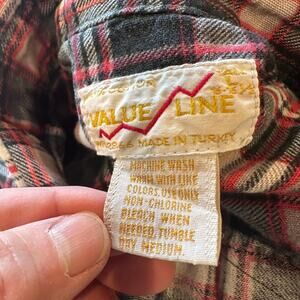 VALUE LINE
MADE IN TURKEY
MACHINE WASH
WARM WITH LIKE
COLORS, USE ONLY
NON-CHLORINE
BLEACH WHEN
NEEDED, TUMBLE
DRY MEDIUM.